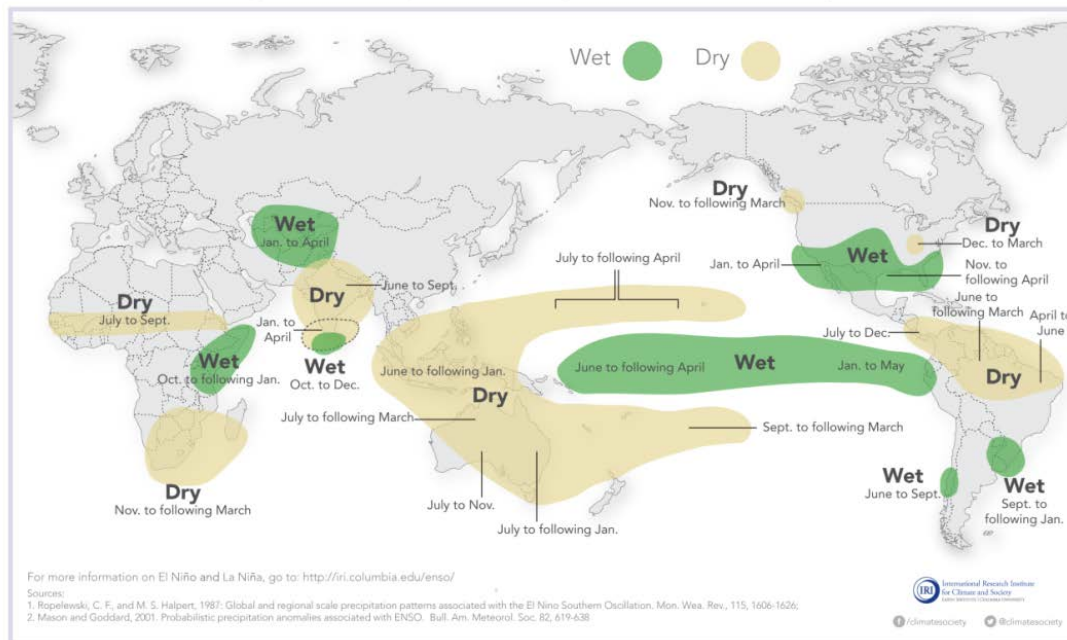 Wet
Dry
Dry
Nov. to following March
Dry
Dec. to March
Wet
Jan. to April
July to following April
Jan. to April
Wet
Nov. to
following April
Dry
June to Sept.
June to
following March
April to
June
Dry
July to Sept.
Jan. to
April
July to Dec.
Wet
Oct. to following Jan.
Wet
Oct. to Dec.
June to following Jan.
Dry
June to following April
Wet
Jan. to May
Dry
July to following March
Sept. to following March
Dry
Nov. to following March
July to Nov.
July to following Jan.
Wet
June to Sept.
Wet
Sept. to
following Jan.
For more information on El Niño and La Niña, go to: http://iri.columbia.edu/enso/
Sources:
1. Ropelewski, C. F., and M. S. Halpert, 1987: Global and regional scale precipitation patterns associated with the El Nino Southern Oscillation. Mon. Wea. Rev., 115, 1606-1626;
2. Mason and Goddard, 2001. Probabilistic precipitation anomalies associated with ENSO. Bull. Am. Meteorol. Soc. 82, 619-638
IRI
International Research Institute
for Climate and Society
EARTH INSTITUTE | COLUMBIA UNIVERSITY
/climatesociety
@climatesociety